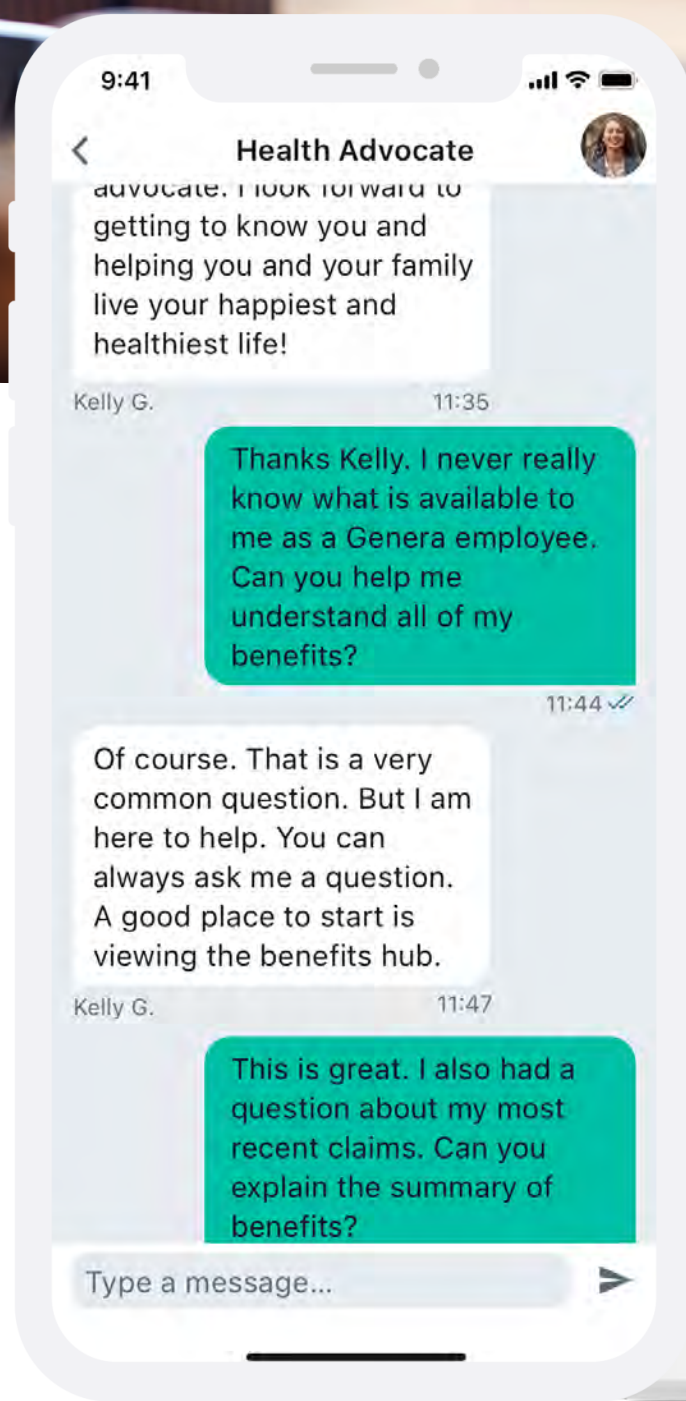 9:41
Health Advocate
advocate. I look forward to
getting to know you and
helping you and your family
live your happiest and
healthiest life!
Kelly G. 11:35
Thanks Kelly. I never really
know what is available to
me as a Genera employee.
Can you help me
understand all of my
benefits?
11:44
Of course. That is a very
common question. But I am
here to help. You can
always ask me a question.
A good place to start is
viewing the benefits hub.
Kelly G. 11:47
This is great. I also had a
question about my most
recent claims. Can you
explain the summary of
benefits?
Type a message...